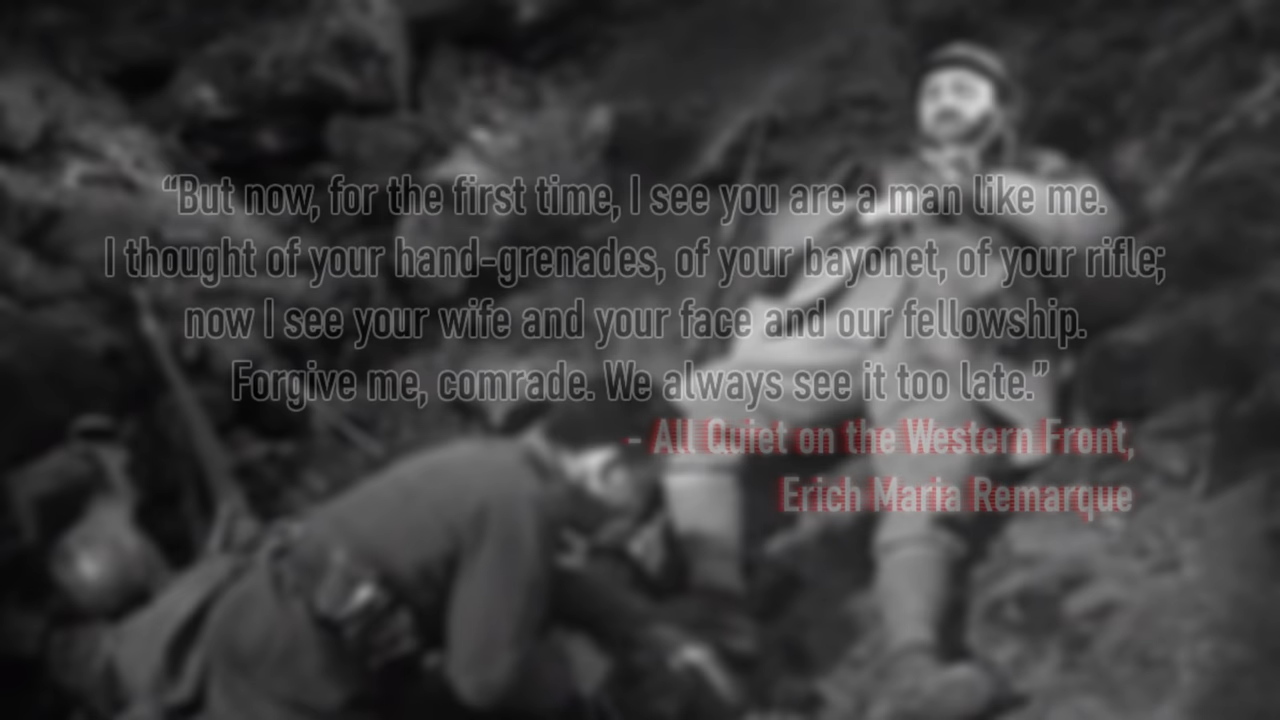 “But now, for the first time, I see you are a man like me.
I thought of your hand-grenades, of your bayonet, of your rifle;
now I see your wife and your face and our fellowship.
Forgive me, comrade. We always see it too late.”
- All Quiet on the Western Front,
Erich Maria Remarque